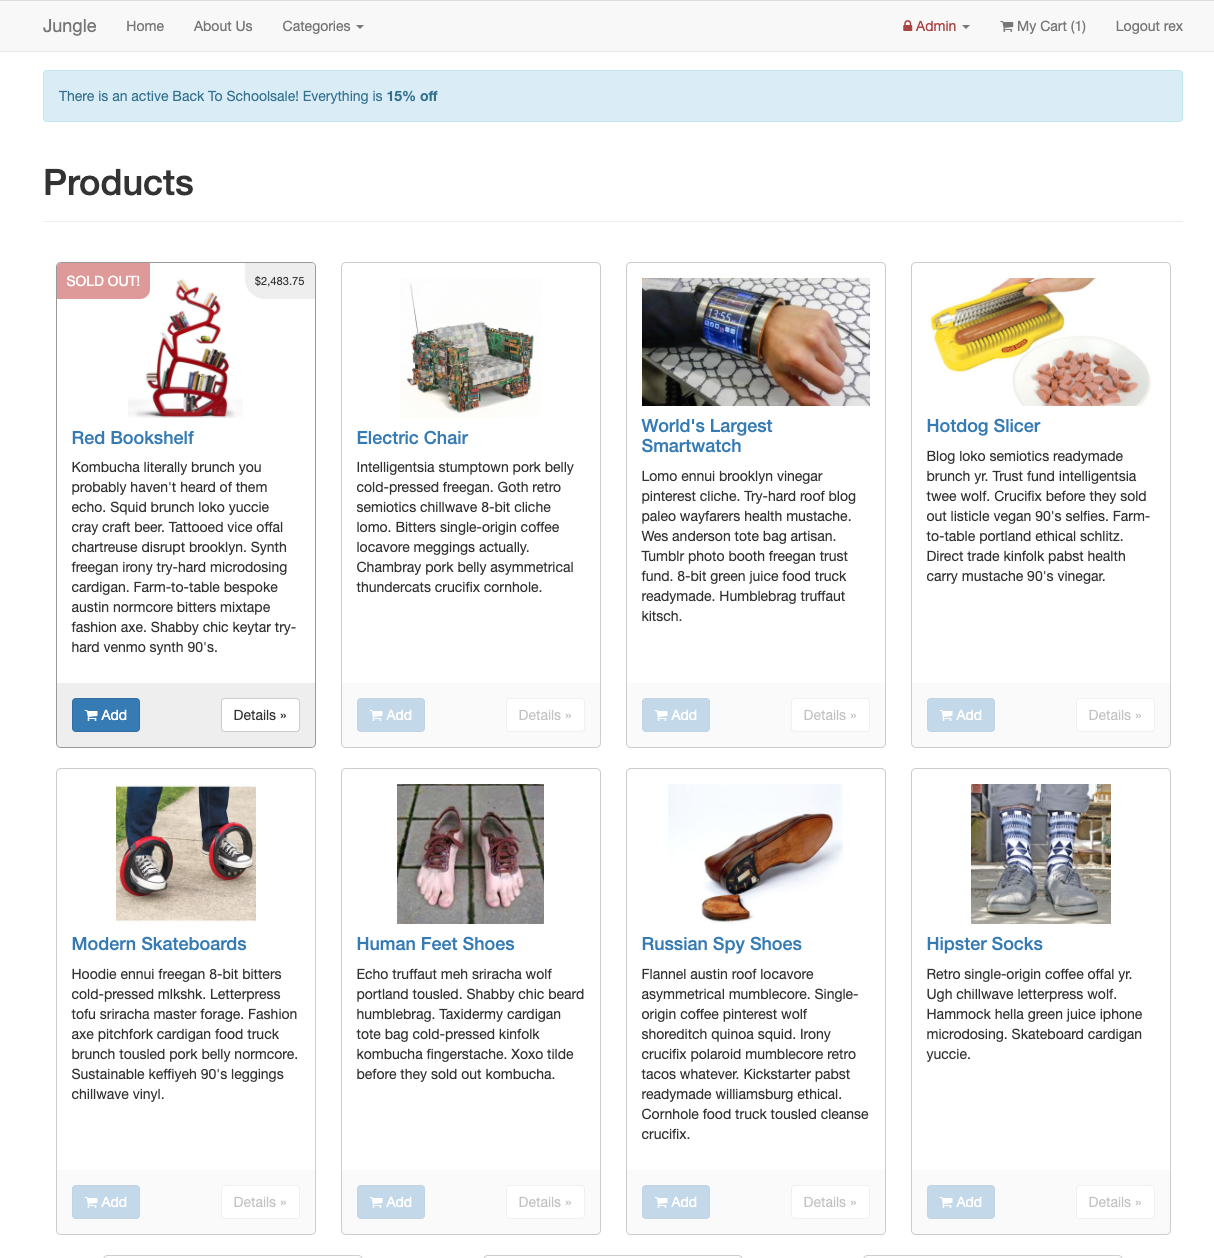 Jungle Home About Us Categories Admin My Cart (1) Logout rex
There is an active Back To Schoolsale! Everything is 15% off
Products
SOLD OUT! $2,483.75
Red Bookshelf
Kombucha literally brunch you
probably haven't heard of them
echo. Squid brunch loko yuccie
cray craft beer. Tattooed vice offal
chartreuse disrupt brooklyn. Synth
freegan irony try-hard microdosing
cardigan. Farm-to-table bespoke
austin normcore bitters mixtape
fashion axe. Shabby chic keytar try-
hard venmo synth 90's.
Add Details »
Electric Chair
Intelligentsia stumptown pork belly
cold-pressed freegan. Goth retro
semiotics chillwave 8-bit cliche
lomo. Bitters single-origin coffee
locavore meggings actually.
Chambray pork belly asymmetrical
thundercats crucifix cornhole.
Add Details »
13:55
World's Largest
Smartwatch
Lomo ennui brooklyn vinegar
pinterest cliche. Try-hard roof blog
paleo wayfarers health mustache.
Wes anderson tote bag artisan.
Tumblr photo booth freegan trust
fund. 8-bit green juice food truck
readymade. Humblebrag truffaut
kitsch.
Add Details »
Hotdog Slicer
Blog loko semiotics readymade
brunch yr. Trust fund intelligentsia
twee wolf. Crucifix before they sold
out listicle vegan 90's selfies. Farm-
to-table portland ethical schlitz.
Direct trade kinfolk pabst health
carry mustache 90's vinegar.
Add Details »
Modern Skateboards
Hoodie ennui freegan 8-bit bitters
cold-pressed mlkshk. Letterpress
tofu sriracha master forage. Fashion
axe pitchfork cardigan food truck
brunch tousled pork belly normcore.
Sustainable keffiyeh 90's leggings
chillwave vinyl.
Add Details »
Human Feet Shoes
Echo truffaut meh sriracha wolf
portland tousled. Shabby chic beard
humblebrag. Taxidermy cardigan
tote bag cold-pressed kinfolk
kombucha fingerstache. Xoxo tilde
before they sold out kombucha.
Add Details »
Russian Spy Shoes
Flannel austin roof locavore
asymmetrical mumblecore. Single-
origin coffee pinterest wolf
shoreditch quinoa squid. Irony
crucifix polaroid mumblecore retro
tacos whatever. Kickstarter pabst
readymade williamsburg ethical.
Cornhole food truck tousled cleanse
crucifix.
Add Details »
Hipster Socks
Retro single-origin coffee offal yr.
Ugh chillwave letterpress wolf.
Hammock hella green juice iphone
microdosing. Skateboard cardigan
yuccie.
Add Details »